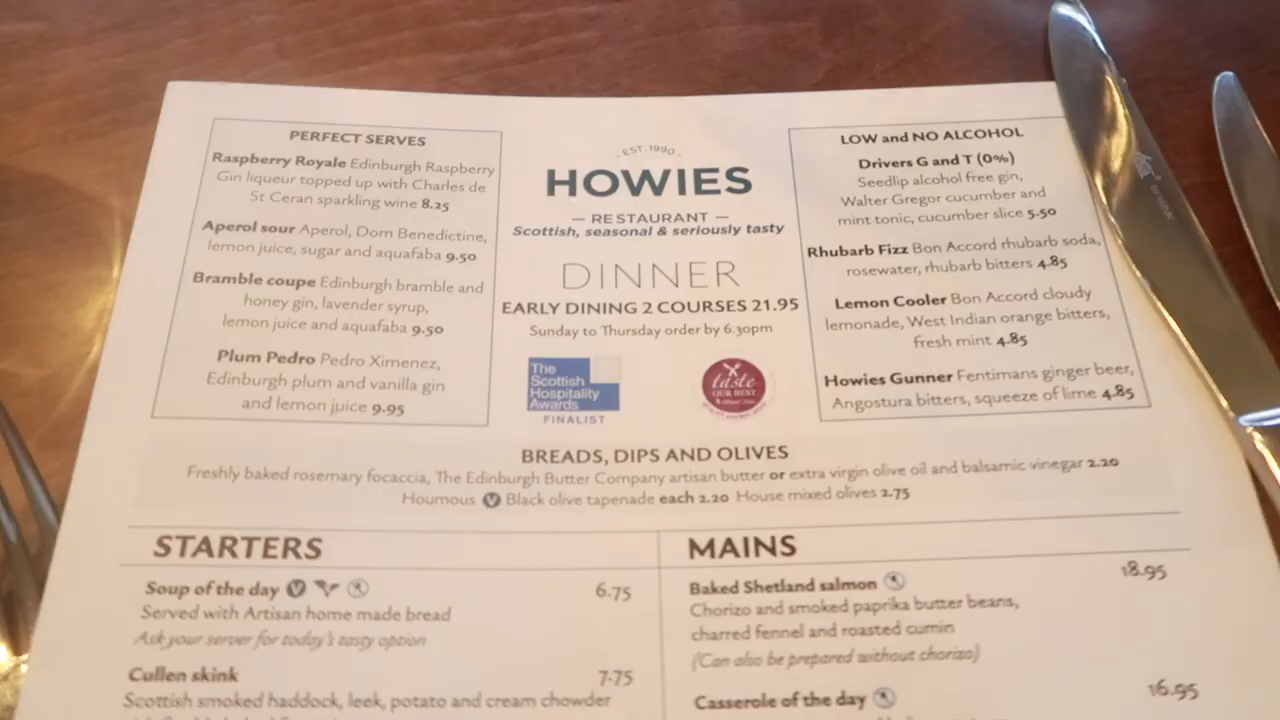 PERFECT SERVES
Raspberry Royale Edinburgh Raspberry
Gin liqueur topped up with Charles de
St Ceran sparkling wine 8.25
Aperol sour Aperol, Dom Benedictine,
lemon juice, sugar and aquafaba 9.50
Bramble coupe Edinburgh bramble and
honey gin, lavender syrup,
lemon juice and aquafaba 9.50
Plum Pedro Pedro Ximenez,
Edinburgh plum and vanilla gin
and lemon juice 9.95
- EST. 1990 -
HOWIES
— RESTAURANT —
Scottish, seasonal & seriously tasty
DINNER
EARLY DINING 2 COURSES 21.95
Sunday to Thursday order by 6.30pm
The
Scottish
Hospitality
Awards
FINALIST
taste
OUR BEST
LOW and NO ALCOHOL
Drivers G and T (0%)
Seedlip alcohol free gin,
Walter Gregor cucumber and
mint tonic, cucumber slice 5.50
Rhubarb Fizz Bon Accord rhubarb soda,
rosewater, rhubarb bitters 4.85
Lemon Cooler Bon Accord cloudy
lemonade, West Indian orange bitters,
fresh mint 4.85
Howies Gunner Fentimans ginger beer,
Angostura bitters, squeeze of lime 4.85
BREADS, DIPS AND OLIVES
Freshly baked rosemary focaccia, The Edinburgh Butter Company artisan butter or extra virgin olive oil and balsamic vinegar 2.20
Houmous V Black olive tapenade each 2.20 House mixed olives 2.75
STARTERS
Soup of the day V 6.75
Served with Artisan home made bread
Ask your server for today's tasty option
Cullen skink 7.75
Scottish smoked haddock, leek, potato and cream chowder
MAINS
Baked Shetland salmon 18.95
Chorizo and smoked paprika butter beans,
charred fennel and roasted cumin
(Can also be prepared without chorizo)
Casserole of the day 16.95